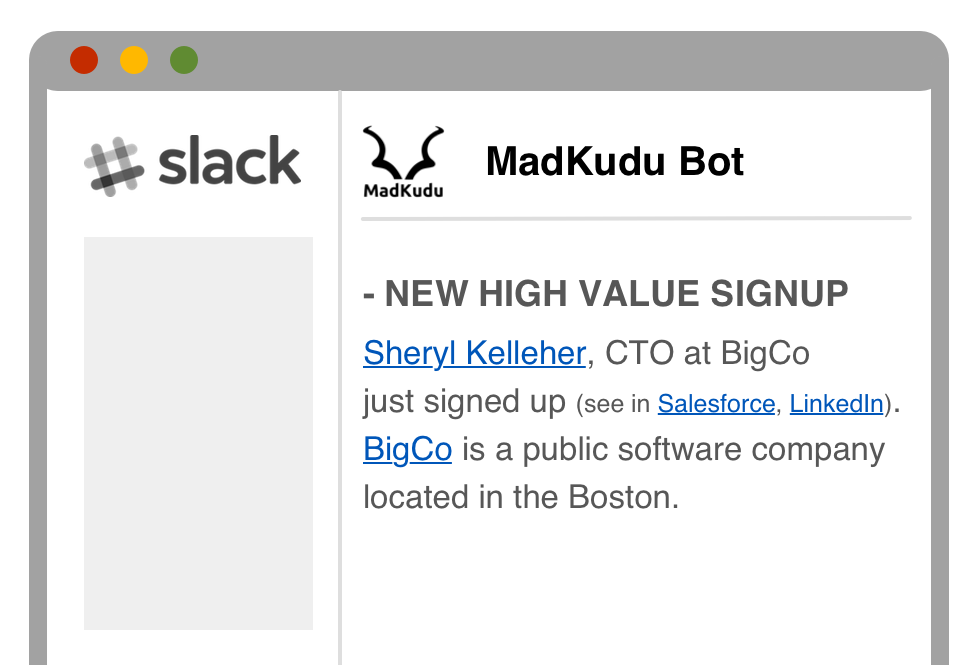 slack
MadKudu
MadKudu Bot
- NEW HIGH VALUE SIGNUP
Sheryl Kelleher, CTO at BigCo
just signed up (see in Salesforce, LinkedIn).
BigCo is a public software company
located in the Boston.